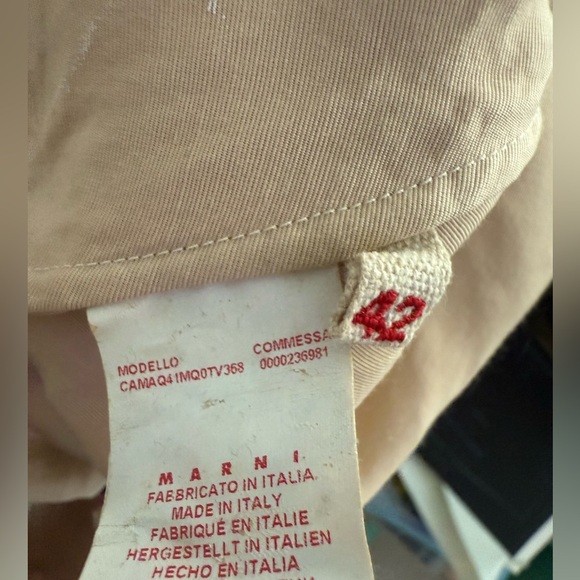 42
MODELLO COMMESSA
CAMAQ41MQ0TV368 0000236981
MARNI
FABBRICATO IN ITALIA
MADE IN ITALY
FABRIQUÉ EN ITALIE
HERGESTELLT IN ITALIEN
HECHO EN ITALIA